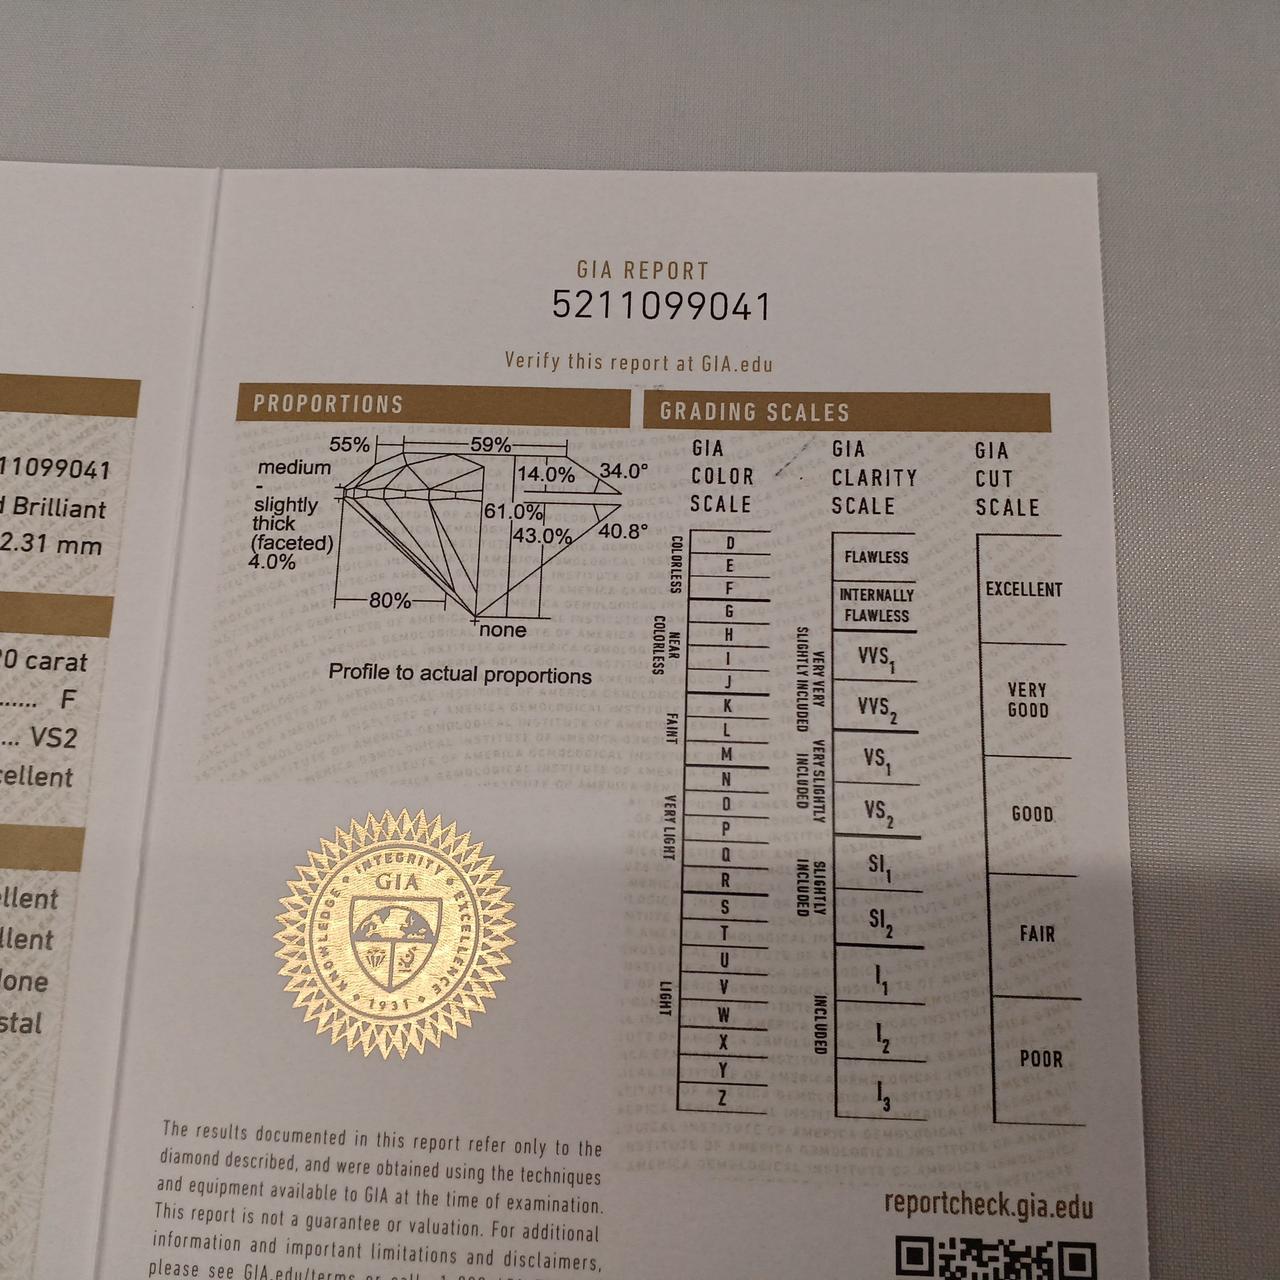 GIA REPORT
5211099041
Verify this report at GIA.edu
11099041
Brilliant
2.31 mm
0 carat
F
VS2
PROPORTIONS
55%
59%
medium
-
slightly
thick
(faceted)
4.0%
14.0%
34.0°
61.0%
43.0%
40.8°
80%
none
Profile to actual proportions
GRADING SCALES
GIA
COLOR
SCALE
COLORLESS
D
E
F
NEAR
COLORLESS
G
H
I
J
FAINT
K
L
M
VERY LIGHT
N
O
P
Q
R
LIGHT
S
T
U
V
W
X
Y
Z
GIA
CLARITY
SCALE
FLAWLESS
INTERNALLY
FLAWLESS
VERY VERY
SLIGHTLY INCLUDED
VVS1
VVS2
VERY SLIGHTLY
INCLUDED
VS1
VS2
SLIGHTLY
INCLUDED
SI1
SI2
INCLUDED
I1
I2
I3
GIA
CUT
SCALE
EXCELLENT
VERY
GOOD
GOOD
FAIR
POOR
KNOWLEDGE • INTEGRITY • EXCELLENCE
GIA
1931
The results documented in this report refer only to the
diamond described, and were obtained using the techniques
and equipment available to GIA at the time of examination.
This report is not a guarantee or valuation. For additional
information and important limitations and disclaimers,
please see GIA.edu/terms or call
reportcheck.gia.edu